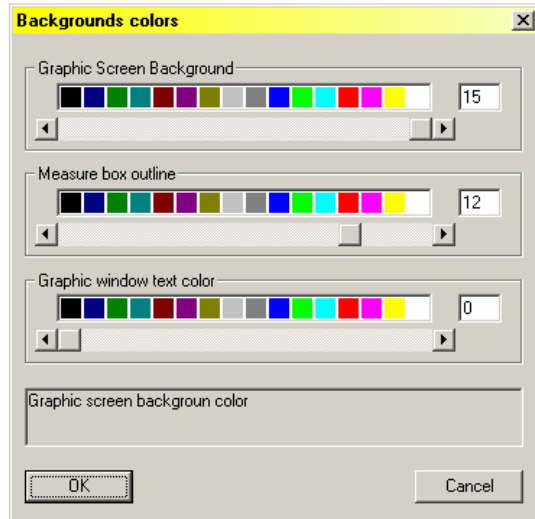 Backgrounds colors
Graphic Screen Background
15
Measure box outline
12
Graphic window text color
0
Graphic screen backgroun color
OK
Cancel